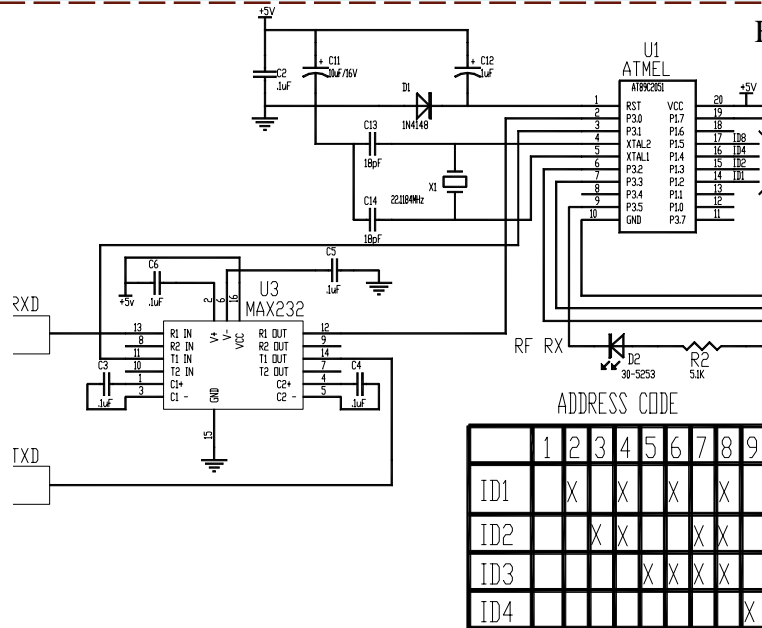 +5V
C2
.1uF
+ C11
10uF/16V
+ C12
.1uF
D1
1N4148
C13
18pF
X1
22.1184MHz
C14
18pF
U1
ATMEL
AT89C2051
1 RST VCC 20 +5V
2 P3.0 P1.7 19
3 P3.1 P1.6 18
4 XTAL2 P1.5 17 ID8
5 XTAL1 P1.4 16 ID4
6 P3.2 P1.3 15 ID2
7 P3.3 P1.2 14 ID1
8 P3.4 P1.1 13
9 P3.5 P1.0 12
10 GND P3.7 11
C5
.1uF
C6
.1uF
+5v
U3
MAX232
2 6 16
V+ V- VCC
RXD
13 R1 IN R1 OUT 12
8 R2 IN R2 OUT 9
11 T1 IN T1 OUT 14
10 T2 IN T2 OUT 7
1 C1+ C2+ 4
3 C1 - C2 - 5
GND
15
C3
.1uF
C4
.1uF
TXD
RF RX
D2
30-5253
R2
5.1K
ADDRESS CODE
1 2 3 4 5 6 7 8 9
ID1 X X X X
ID2 X X X X
ID3 X X X X
ID4 X